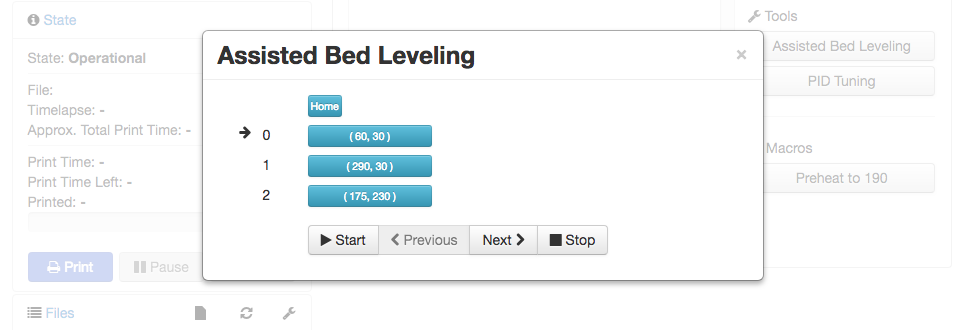 State
State: Operational
File:
Timelapse: -
Approx. Total Print Time: -
Print Time: -
Print Time Left: -
Printed: -
Print Pause
Files
Assisted Bed Leveling ×
Home
0 ( 60, 30 )
1 ( 290, 30 )
2 ( 175, 230 )
Start Previous Next Stop
Tools
Assisted Bed Leveling
PID Tuning
Macros
Preheat to 190